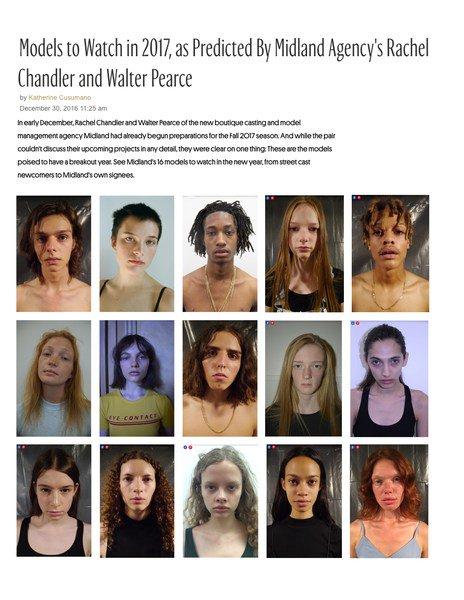 Models to Watch in 2017, as Predicted By Midland Agency's Rachel
Chandler and Walter Pearce
by Katherine Cusumano
December 30, 2016 11:25 am
In early December, Rachel Chandler and Walter Pearce of the new boutique casting and model
management agency Midland had already begun preparations for the Fall 2017 season. And while the pair
couldn't discuss their upcoming projects in any detail, they were clear on one thing: These are the models
poised to have a breakout year. See Midland's 16 models to watch in the new year, from street cast
newcomers to Midland's own signees.
EYE CONTACT